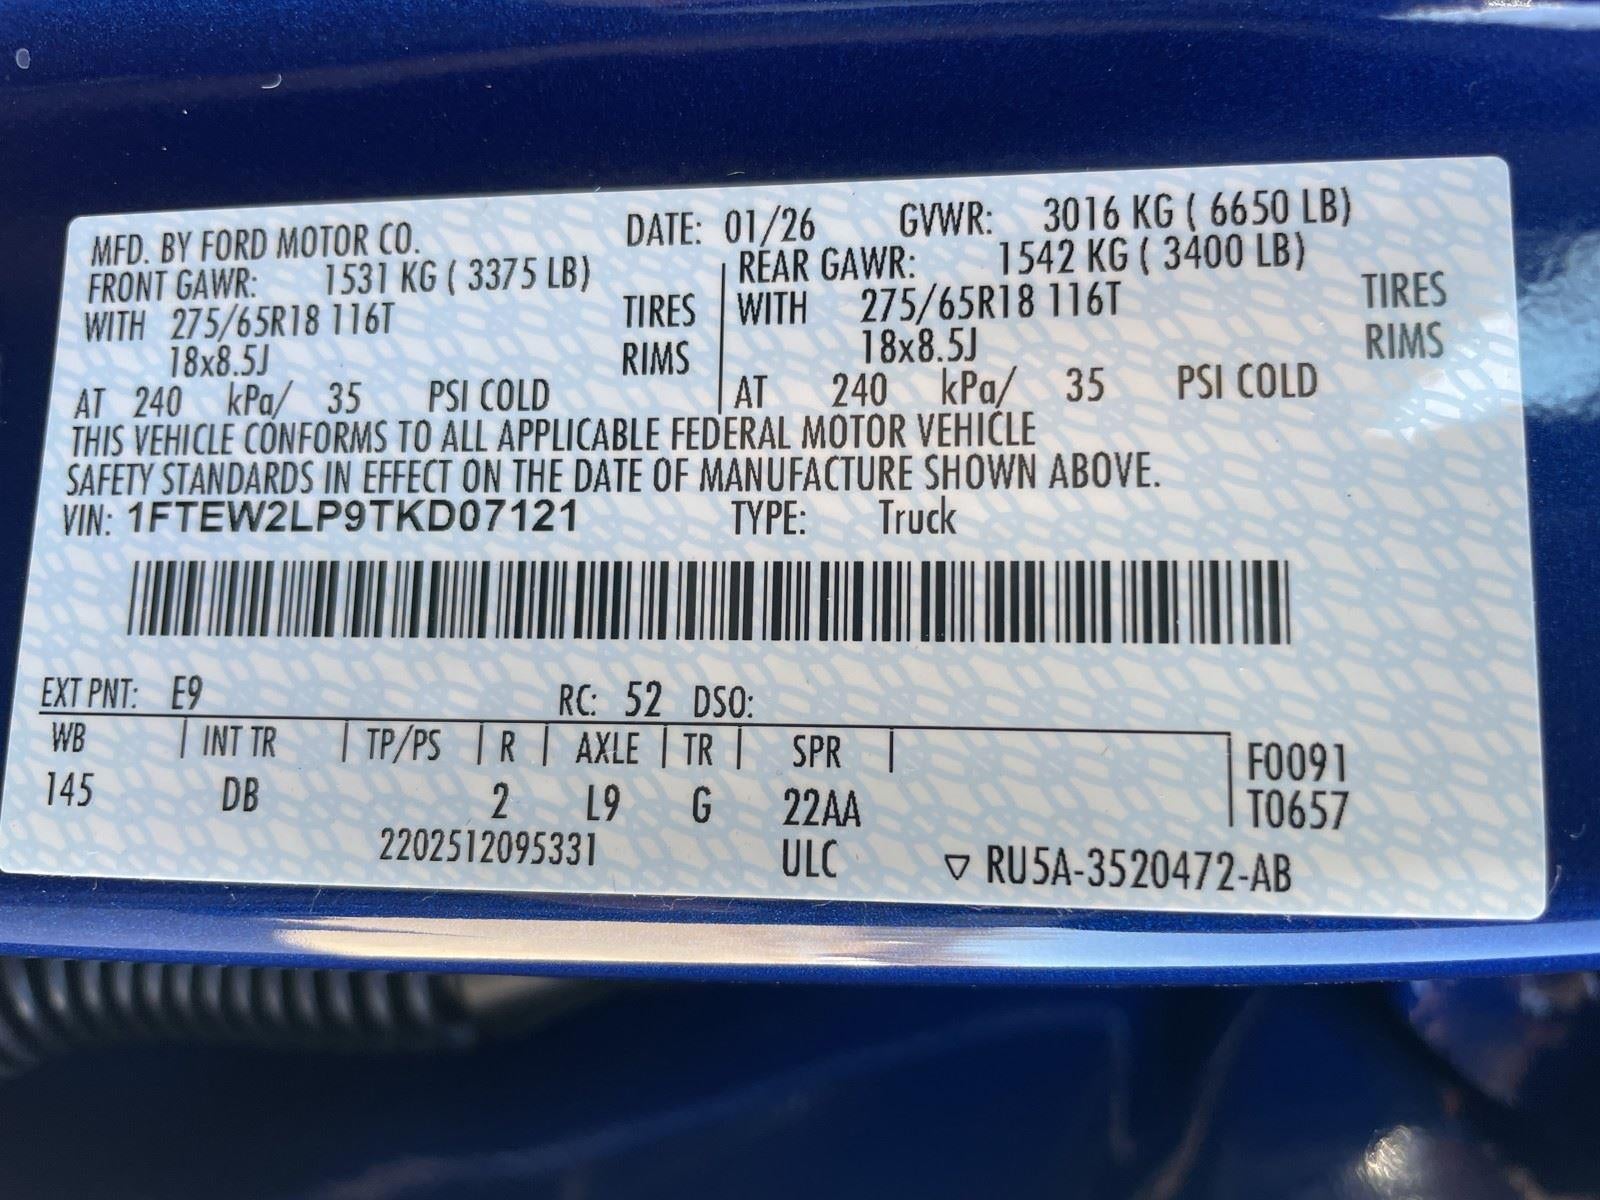 MFD. BY FORD MOTOR CO. DATE: 01/26 GVWR: 3016 KG ( 6650 LB)
FRONT GAWR: 1531 KG ( 3375 LB) REAR GAWR: 1542 KG ( 3400 LB)
WITH 275/65R18 116T TIRES WITH 275/65R18 116T TIRES
18x8.5J RIMS 18x8.5J RIMS
AT 240 kPa/ 35 PSI COLD AT 240 kPa/ 35 PSI COLD
THIS VEHICLE CONFORMS TO ALL APPLICABLE FEDERAL MOTOR VEHICLE
SAFETY STANDARDS IN EFFECT ON THE DATE OF MANUFACTURE SHOWN ABOVE.
VIN: 1FTEW2LP9TKD07121 TYPE: Truck
EXT PNT: E9 RC: 52 DSO:
WB INT TR TP/PS R AXLE TR SPR F0091
145 DB 2 L9 G 22AA T0657
2202512095331 ULC ▽ RU5A-3520472-AB